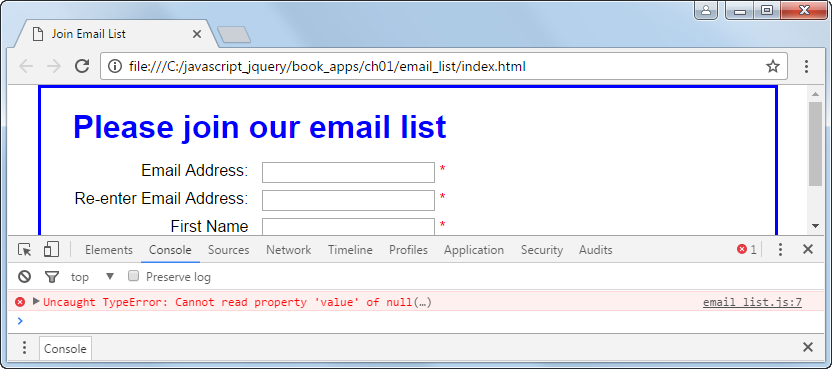 Join Email List
file:///C:/javascript_jquery/book_apps/ch01/email_list/index.html
Please join our email list
Email Address: *
Re-enter Email Address: *
First Name *
Elements Console Sources Network Timeline Profiles Application Security Audits 1
top Preserve log
Uncaught TypeError: Cannot read property 'value' of null(…) email_list.js:7
Console